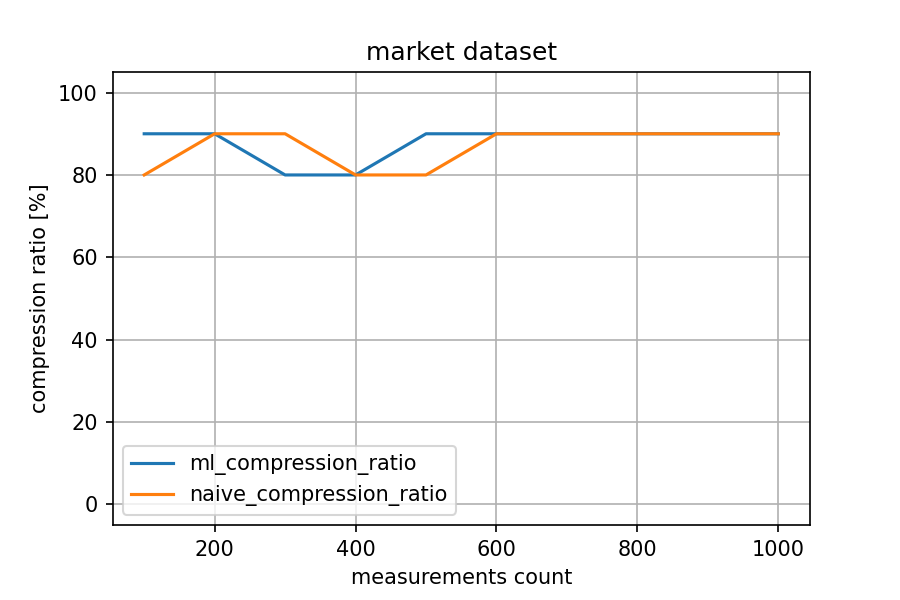 market dataset
100
80
60
40
20
0
compression ratio [%]
ml_compression_ratio
naive_compression_ratio
200 400 600 800 1000
measurements count